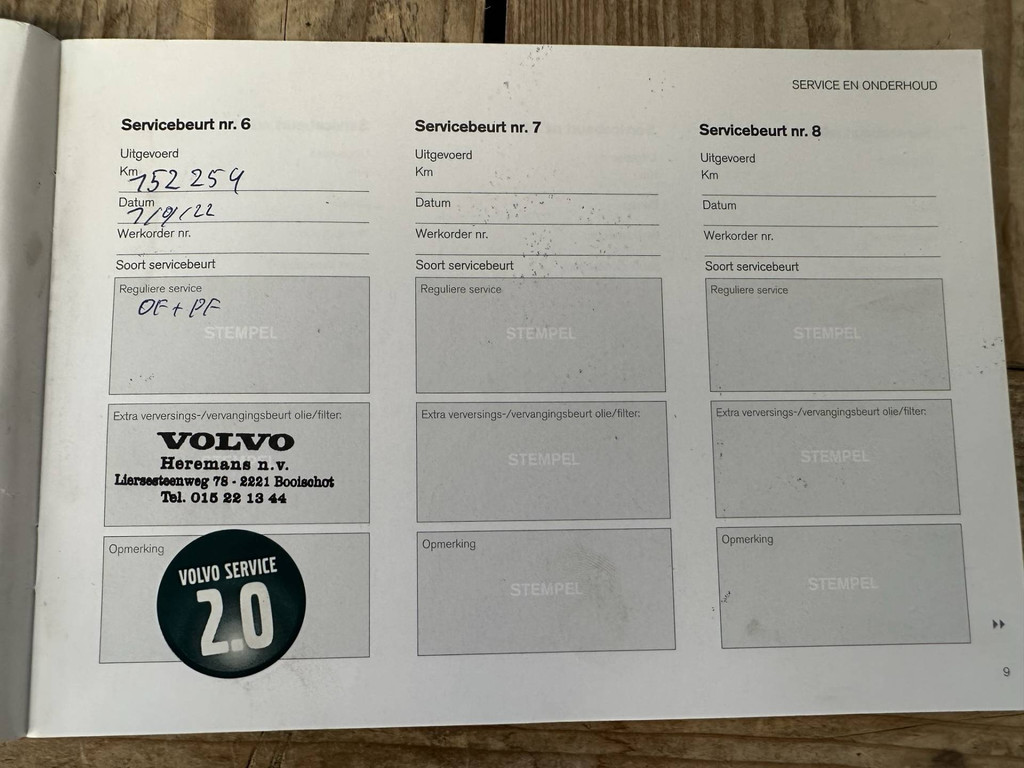 SERVICE EN ONDERHOUD
Servicebeurt nr. 6
Uitgevoerd
Km 152 254
Datum 1/9/22
Werkorder nr.
Soort servicebeurt
Reguliere service
OF + PF
STEMPEL
Extra verversings-/vervangingsbeurt olie/filter:
VOLVO
Heremans n.v.
Liersesteenweg 78 - 2221 Booischot
Tel. 015 22 13 44
Opmerking
VOLVO SERVICE
2.0
Servicebeurt nr. 7
Uitgevoerd
Km
Datum
Werkorder nr.
Soort servicebeurt
Reguliere service
STEMPEL
Extra verversings-/vervangingsbeurt olie/filter:
STEMPEL
Opmerking
STEMPEL
Servicebeurt nr. 8
Uitgevoerd
Km
Datum
Werkorder nr.
Soort servicebeurt
Reguliere service
STEMPEL
Extra verversings-/vervangingsbeurt olie/filter:
STEMPEL
Opmerking
STEMPEL
9